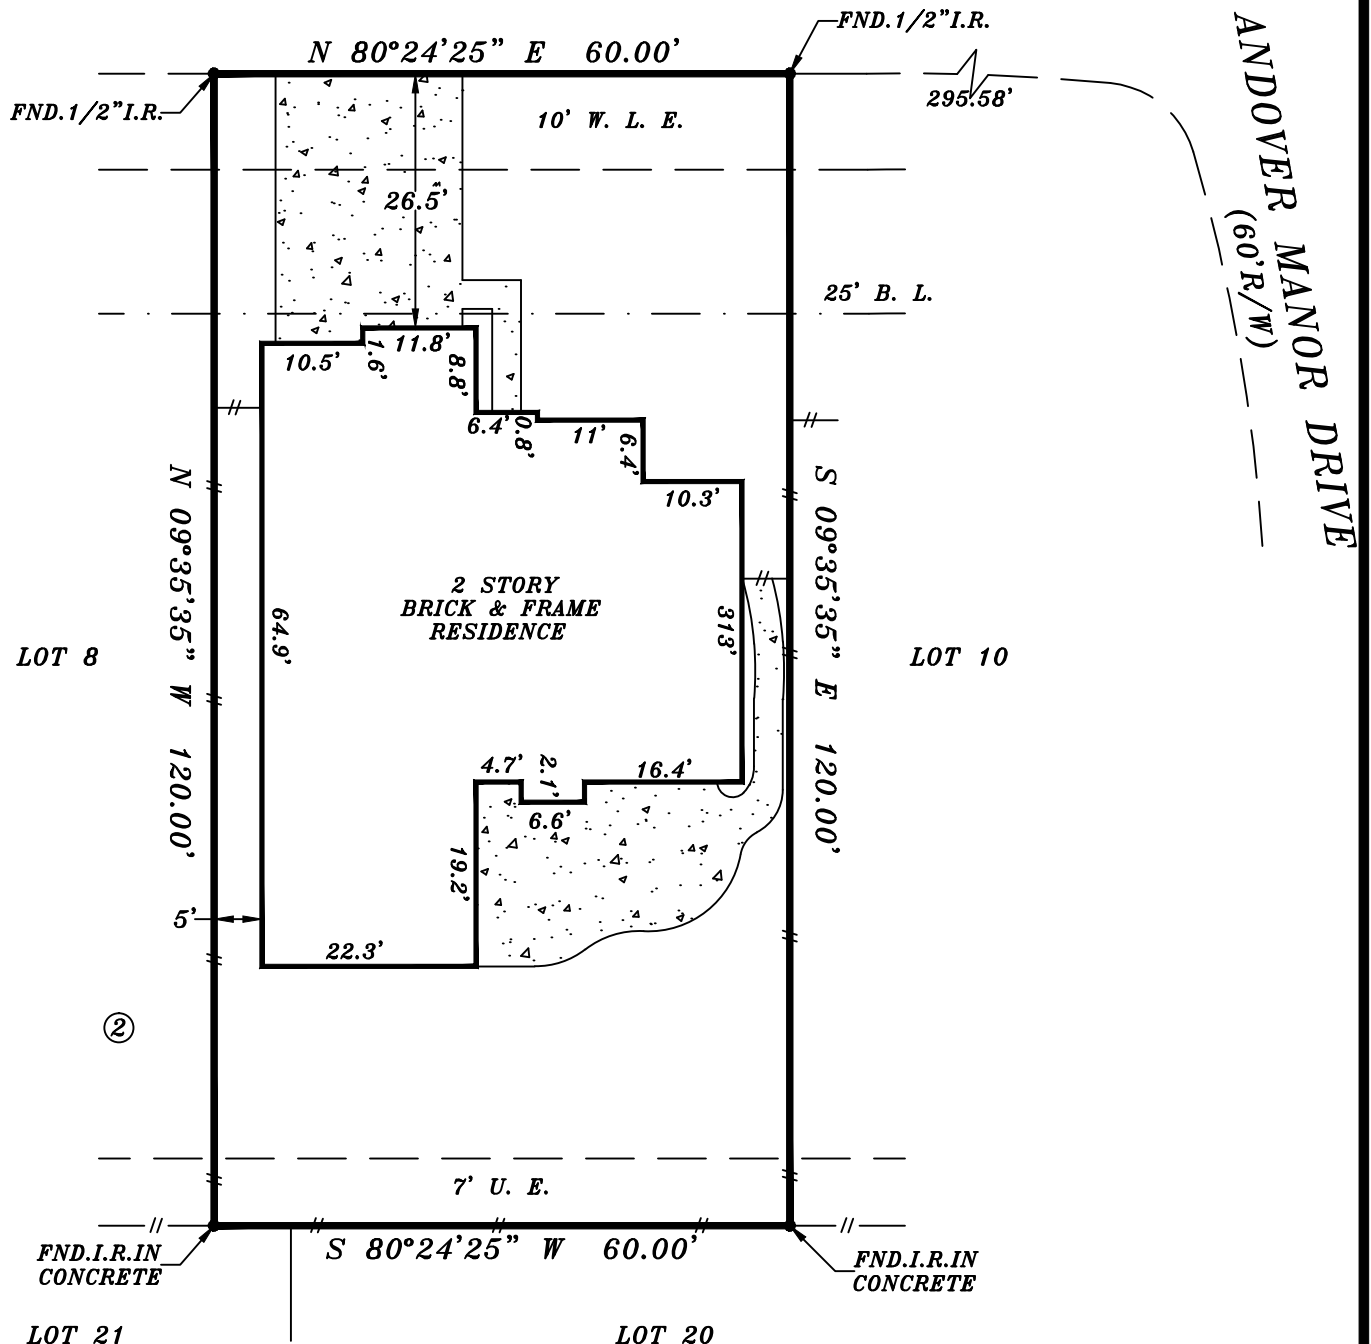 FND.1/2"I.R.
N 80°24'25" E 60.00'
FND.1/2"I.R.
10' W. L. E.
295.58'
ANDOVER MANOR DRIVE
(60'R/W)
26.5'
25' B. L.
10.5'
1.6'
11.8'
8.8'
6.4'
0.8'
11'
6.4'
10.3'
N 09°35'35" W 120.00'
S 09°35'35" E 120.00'
2 STORY
BRICK & FRAME
RESIDENCE
64.9'
313'
LOT 8
LOT 10
4.7'
2.1'
16.4'
6.6'
19.2'
5'
22.3'
2
7' U. E.
S 80°24'25" W 60.00'
FND.I.R.IN
CONCRETE
FND.I.R.IN
CONCRETE
LOT 21
LOT 20